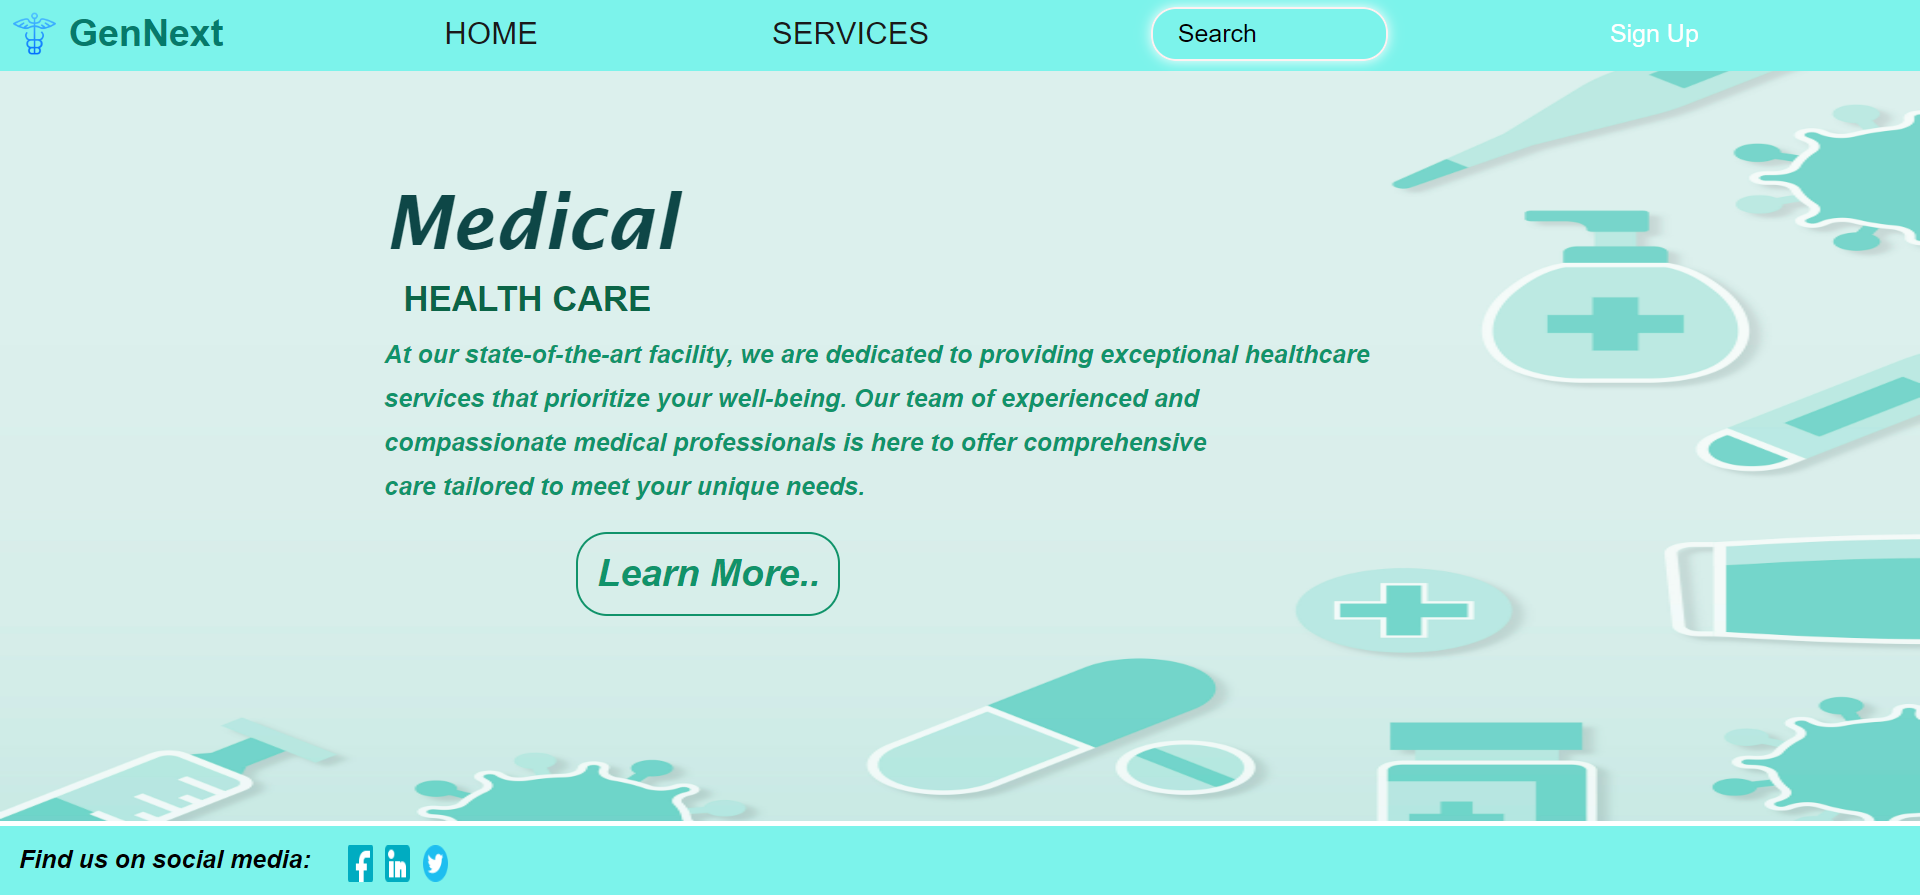 GenNext
HOME
SERVICES
Search
Sign Up
Medical
HEALTH CARE
At our state-of-the-art facility, we are dedicated to providing exceptional healthcare
services that prioritize your well-being. Our team of experienced and
compassionate medical professionals is here to offer comprehensive
care tailored to meet your unique needs.
Learn More..
Find us on social media: